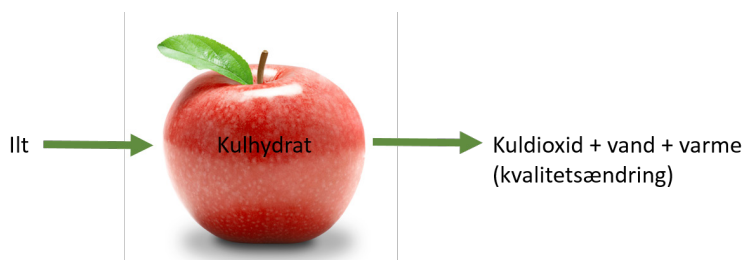 Ilt
Kulhydrat
Kuldioxid + vand + varme
(kvalitetsændring)